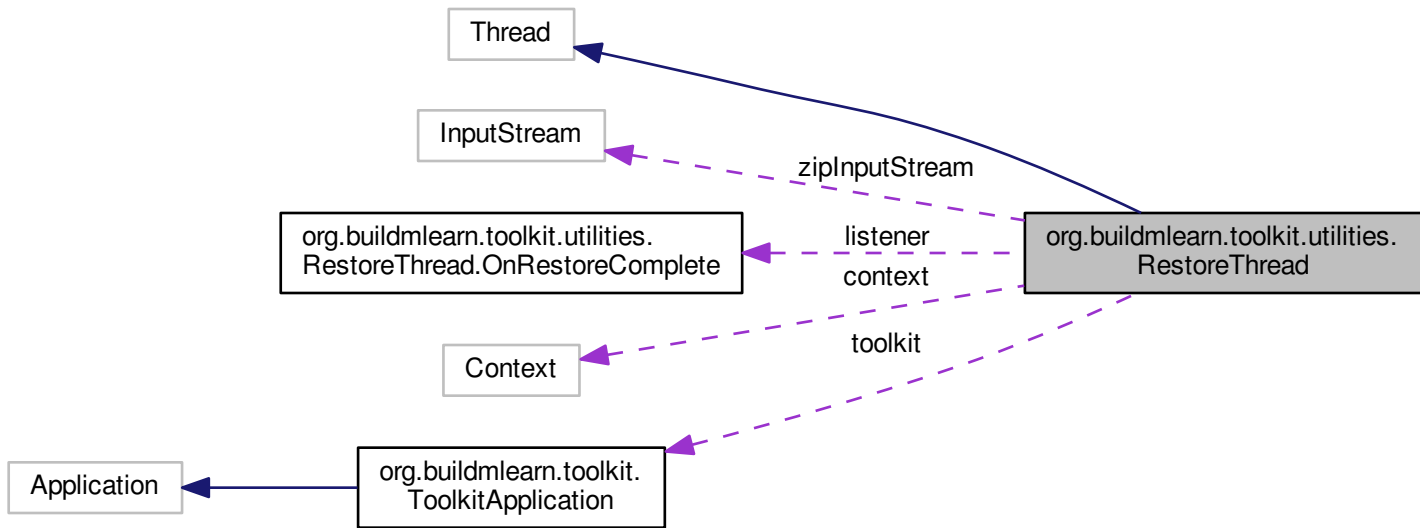 Thread
InputStream
zipInputStream
org.buildmlearn.toolkit.utilities.
RestoreThread.OnRestoreComplete
listener
org.buildmlearn.toolkit.utilities.
RestoreThread
context
toolkit
Context
Application
org.buildmlearn.toolkit.
ToolkitApplication